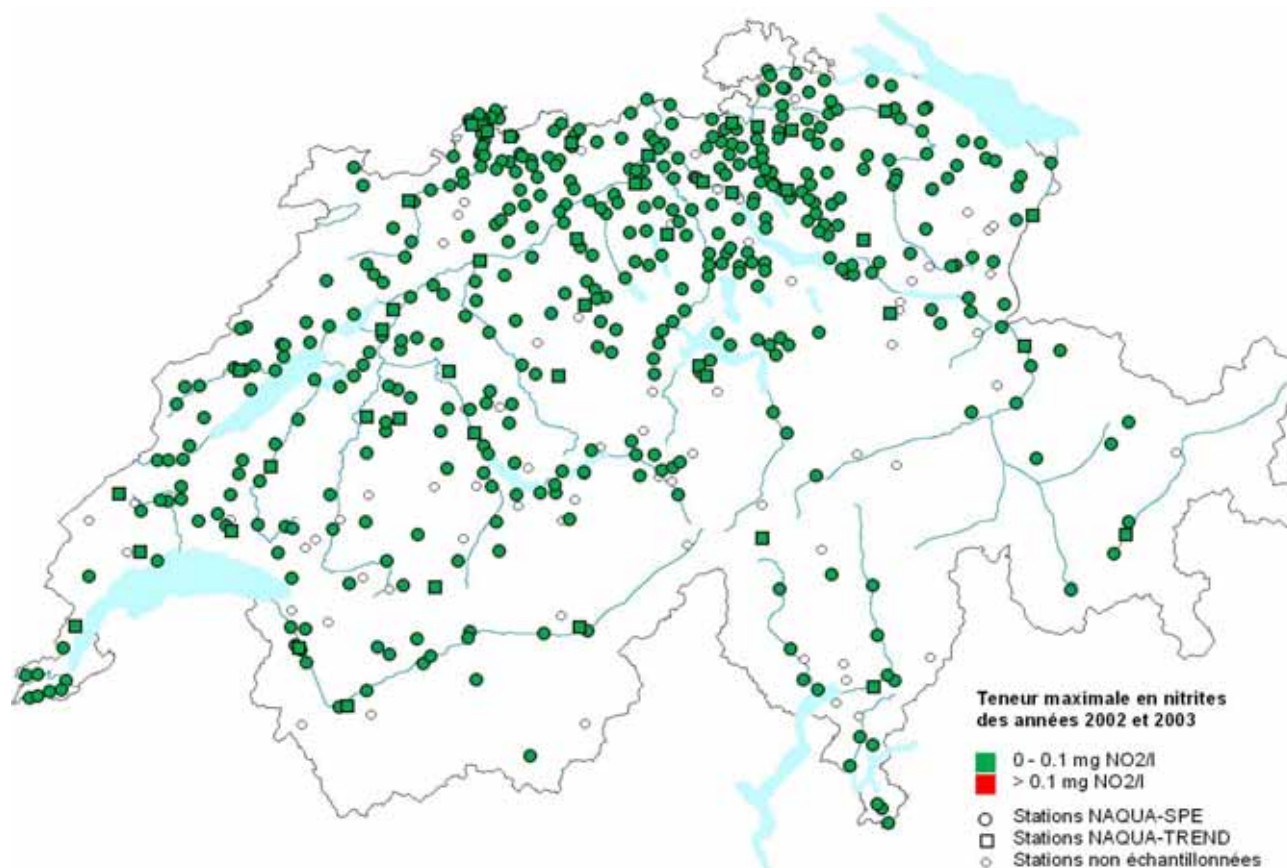 Teneur maximale en nitrites
des années 2002 et 2003
0 - 0.1 mg NO2/l
> 0.1 mg NO2/l
Stations NAQUA-SPE
Stations NAQUA-TREND
Stations non échantillonnées